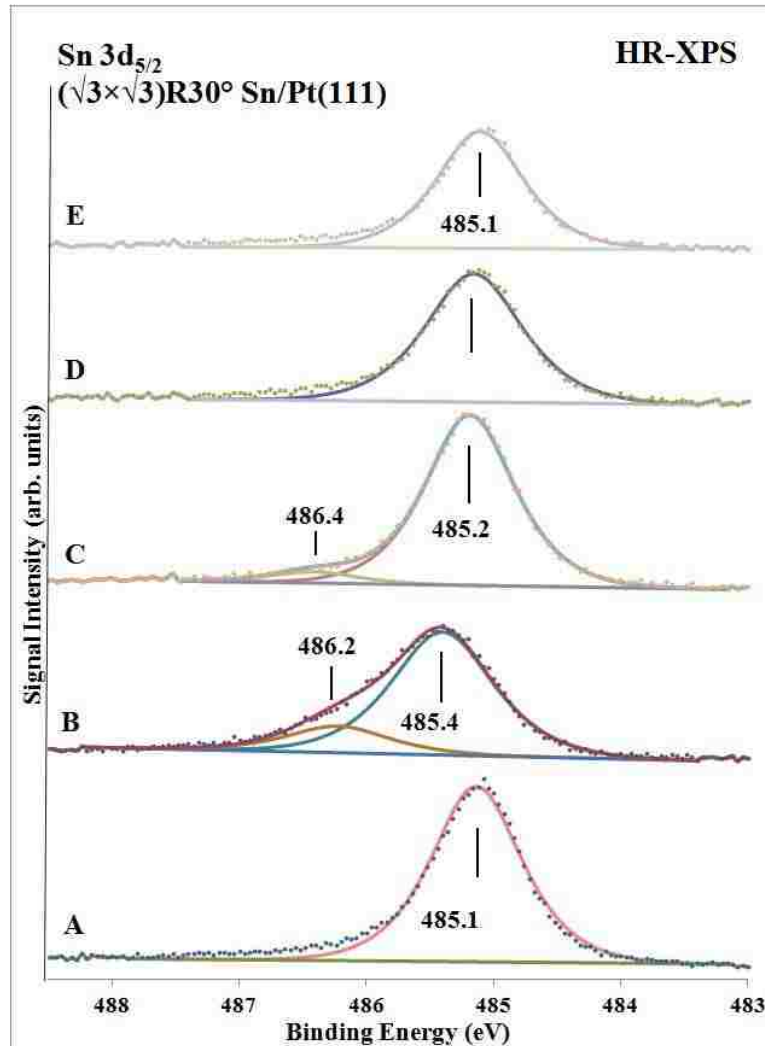 Sn 3d5/2
HR-XPS
(√3×√3)R30° Sn/Pt(111)
E
485.1
D
486.4
485.2
C
486.2
485.4
B
485.1
A
Signal Intensity (arb. units)
488 487 486 485 484 483
Binding Energy (eV)